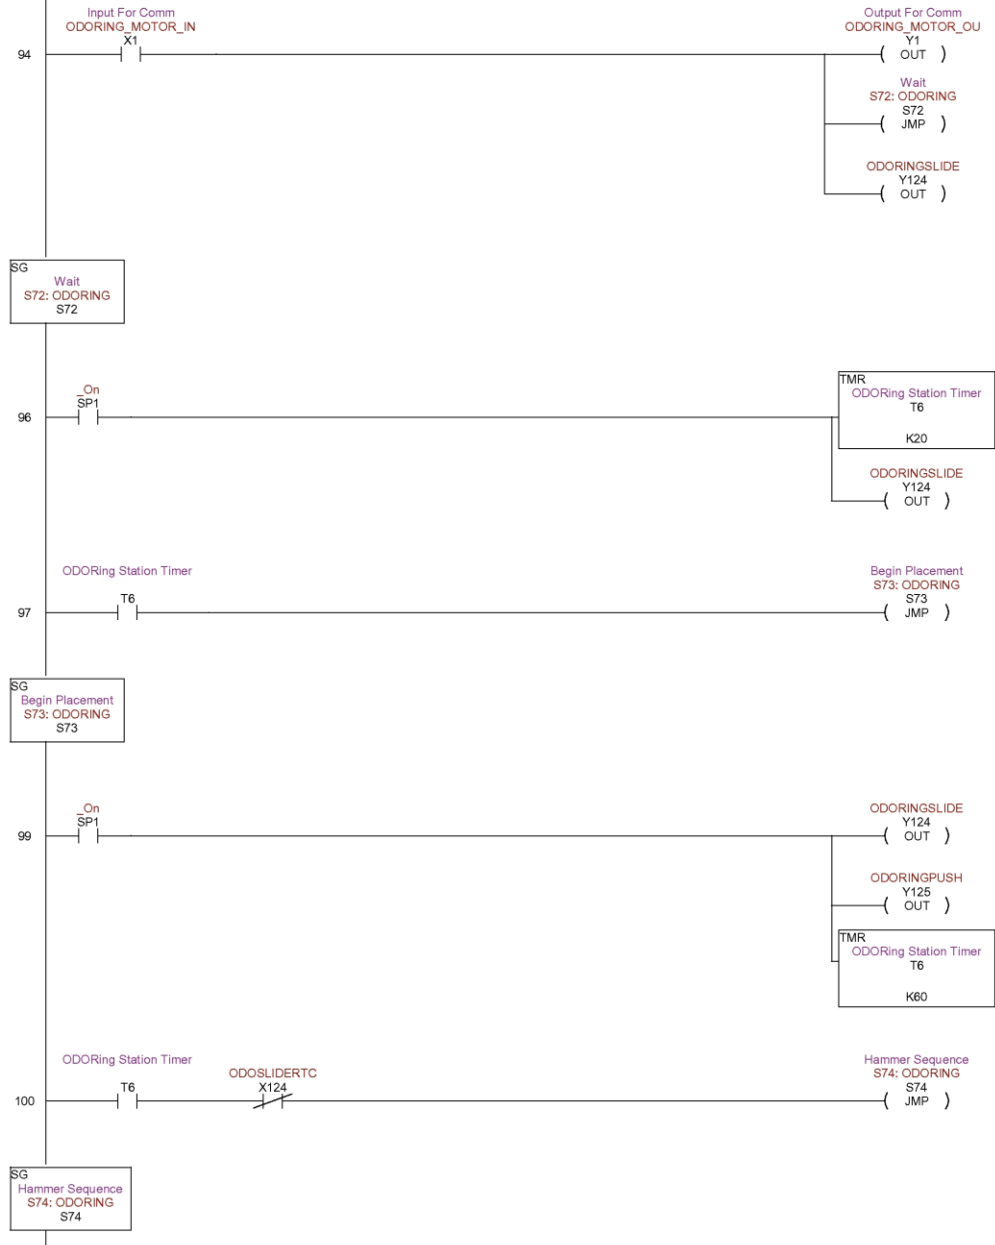 Input For Comm
ODORING_MOTOR_IN
X1
94
Output For Comm
ODORING_MOTOR_OU
Y1
OUT
Wait
S72: ODORING
S72
JMP
ODORINGSLIDE
Y124
OUT
SG
Wait
S72: ODORING
S72
_On
SP1
96
TMR
ODORing Station Timer
T6
K20
ODORINGSLIDE
Y124
OUT
ODORing Station Timer
T6
97
Begin Placement
S73: ODORING
S73
JMP
SG
Begin Placement
S73: ODORING
S73
_On
SP1
99
ODORINGSLIDE
Y124
OUT
ODORINGPUSH
Y125
OUT
TMR
ODORing Station Timer
T6
K60
ODORing Station Timer
T6
ODOSLIDERTC
X124
100
Hammer Sequence
S74: ODORING
S74
JMP
SG
Hammer Sequence
S74: ODORING
S74